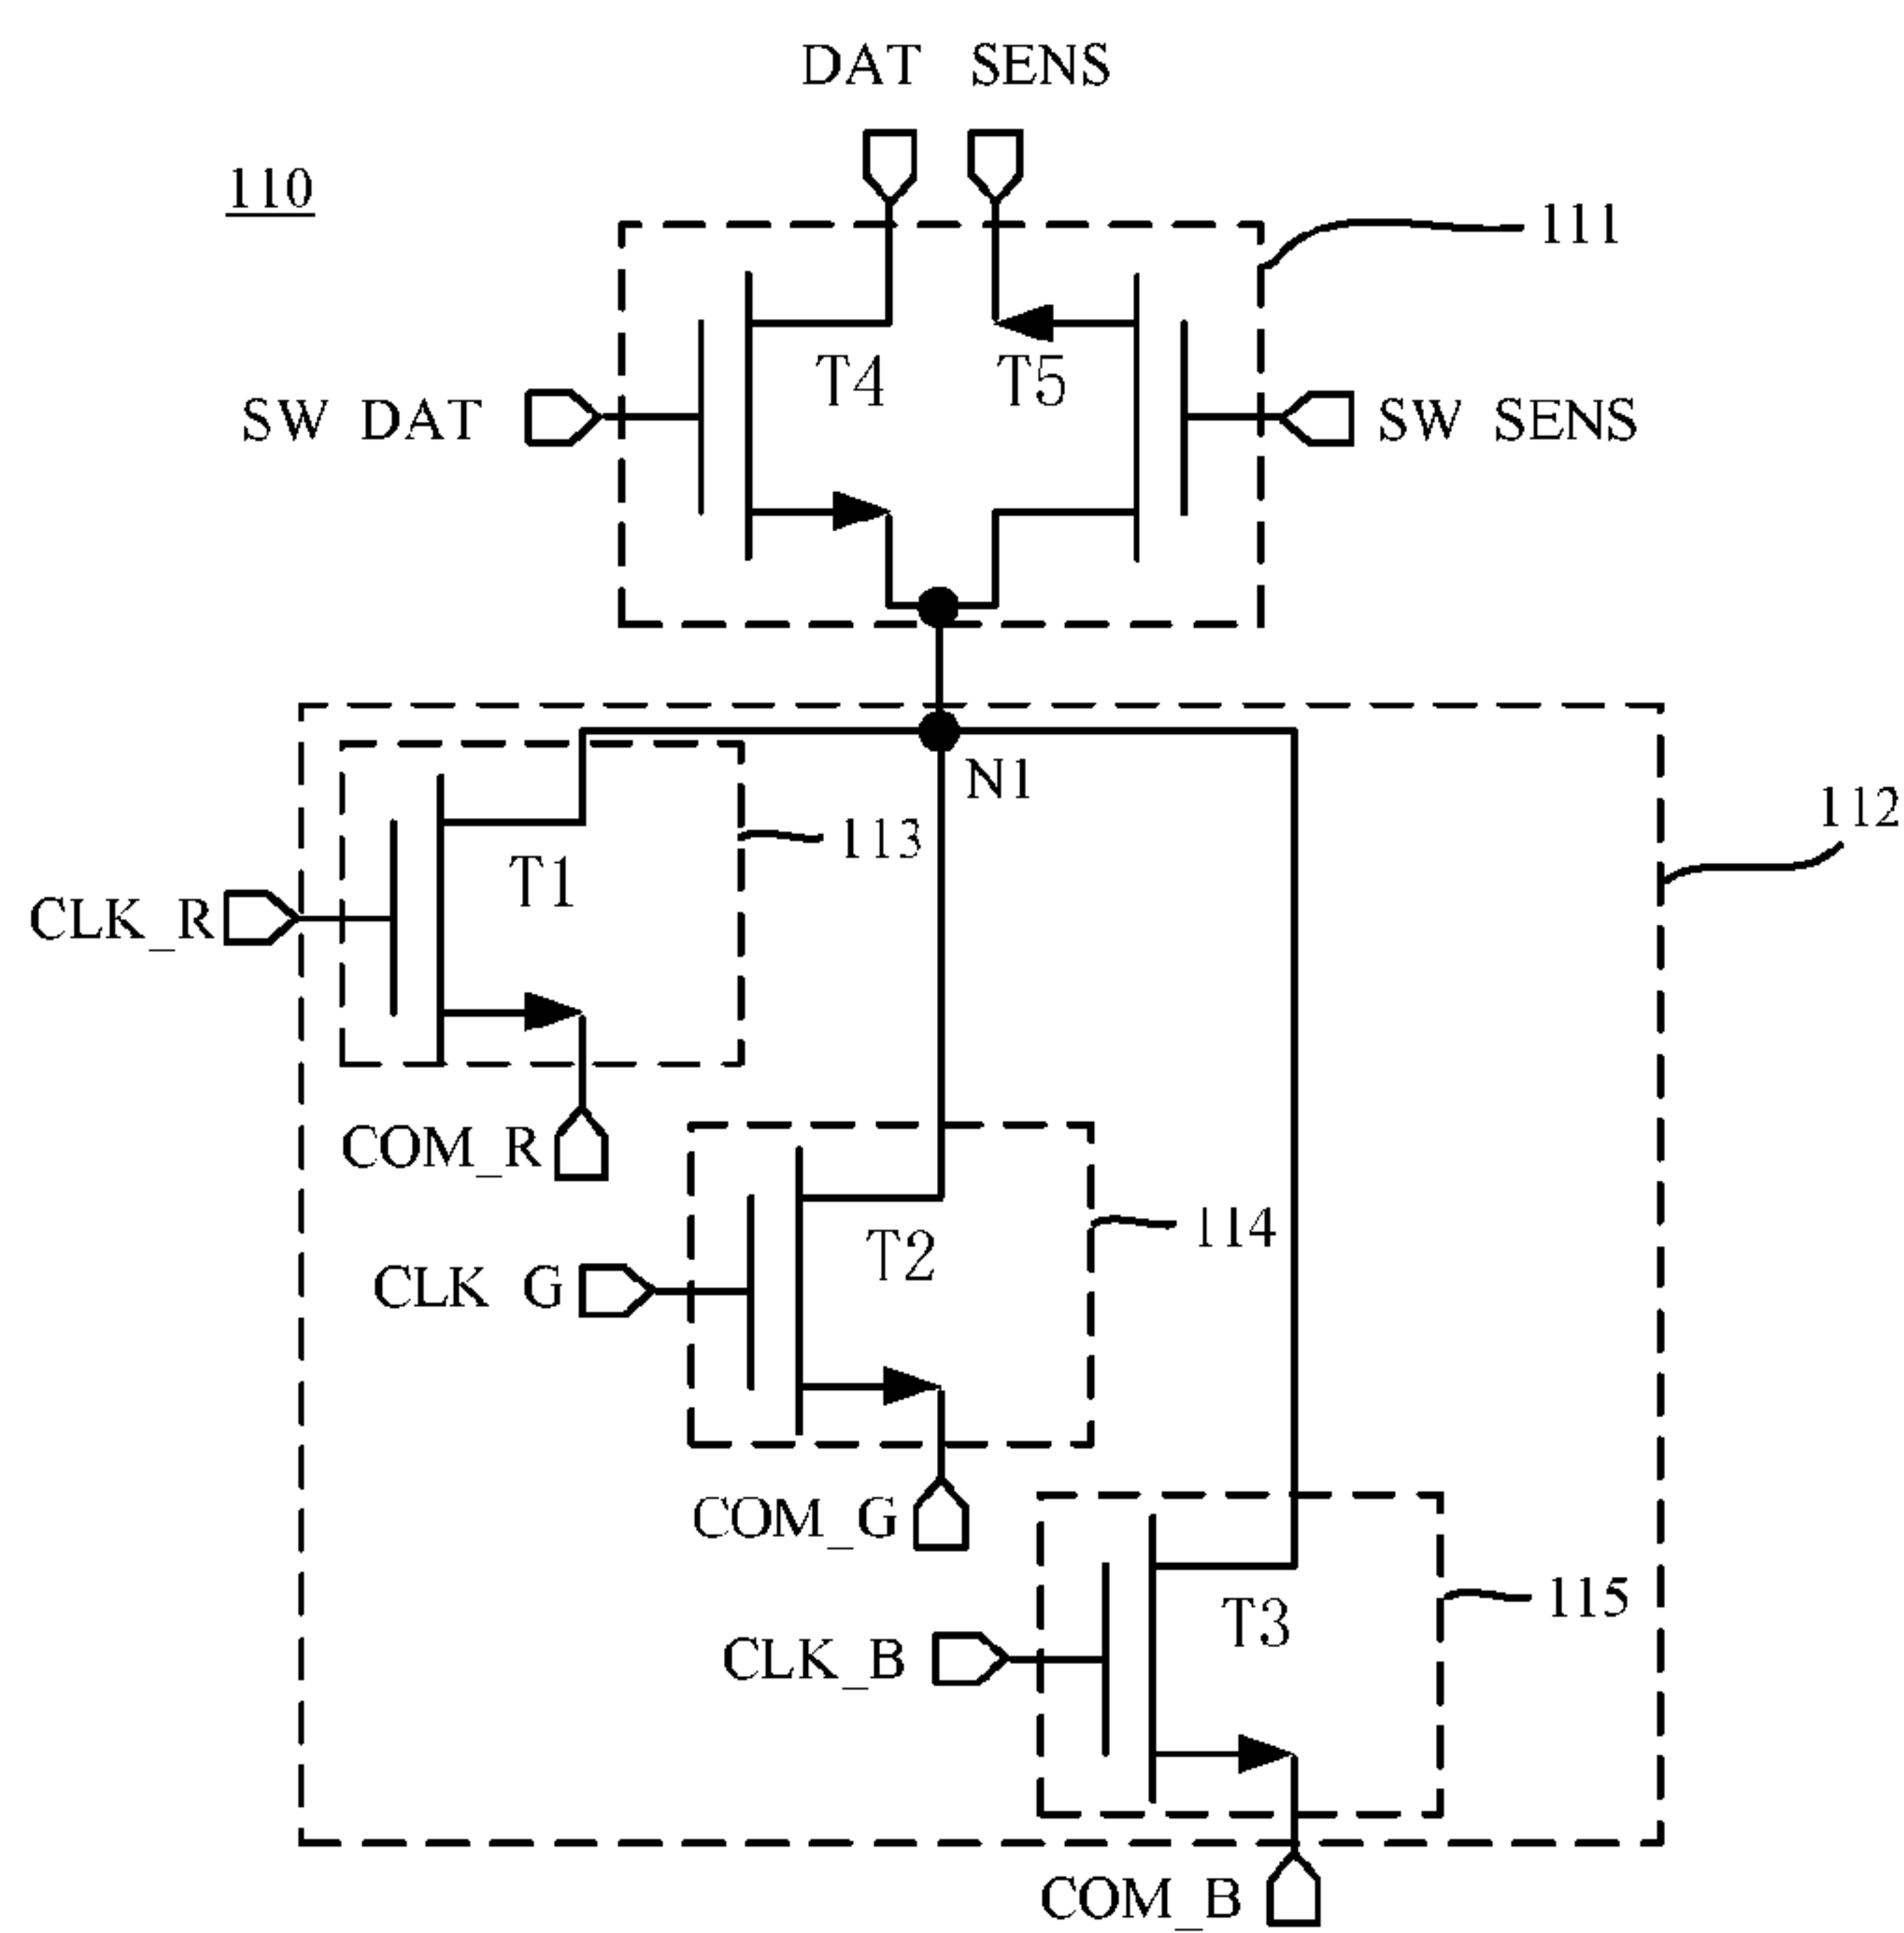 DAT SENS
110
111
T4 T5
SW DAT
SW SENS
N1
112
113
T1
CLK_R
COM_R
114
T2
CLK G
COM_G
115
T3
CLK_B
COM_B